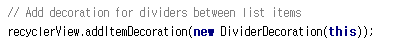 // Add decoration for dividers between list items
recyclerView.addItemDecoration(new DividerDecoration(this));